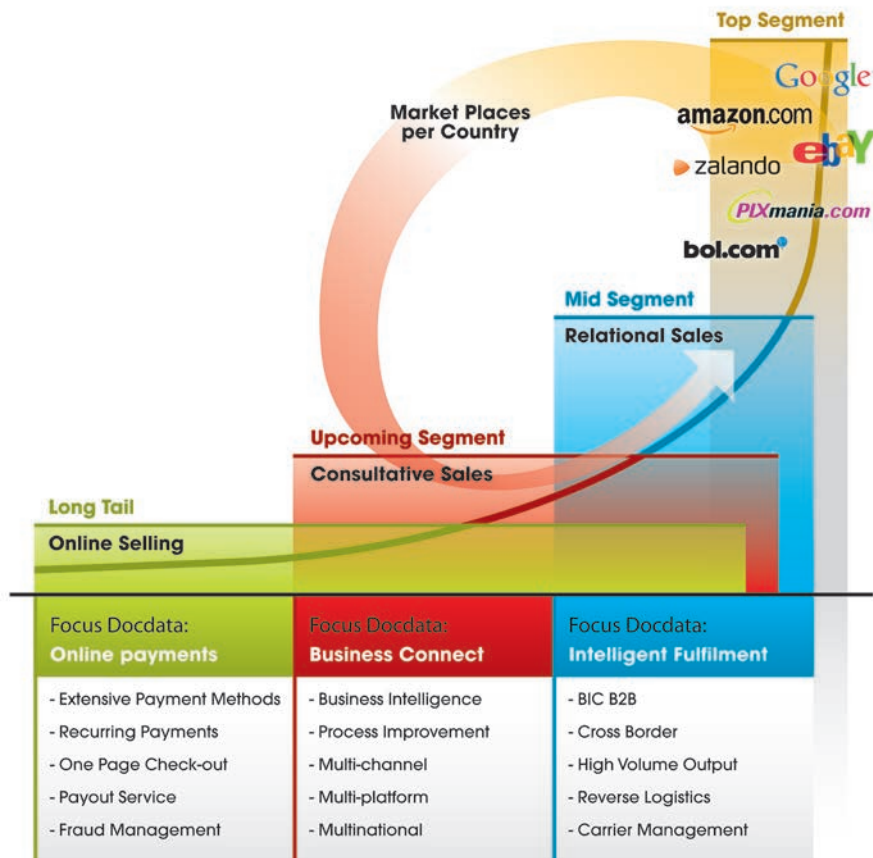 Top Segment
Google
Market Places
per Country
amazon.com
ebay
zalando
PIXmania.com
bol.com
Mid Segment
Relational Sales
Upcoming Segment
Consultative Sales
Long Tail
Online Selling
Focus Docdata:
Online payments
- Extensive Payment Methods
- Recurring Payments
- One Page Check-out
- Payout Service
- Fraud Management
Focus Docdata:
Business Connect
- Business Intelligence
- Process Improvement
- Multi-channel
- Multi-platform
- Multinational
Focus Docdata:
Intelligent Fulfilment
- BIC B2B
- Cross Border
- High Volume Output
- Reverse Logistics
- Carrier Management